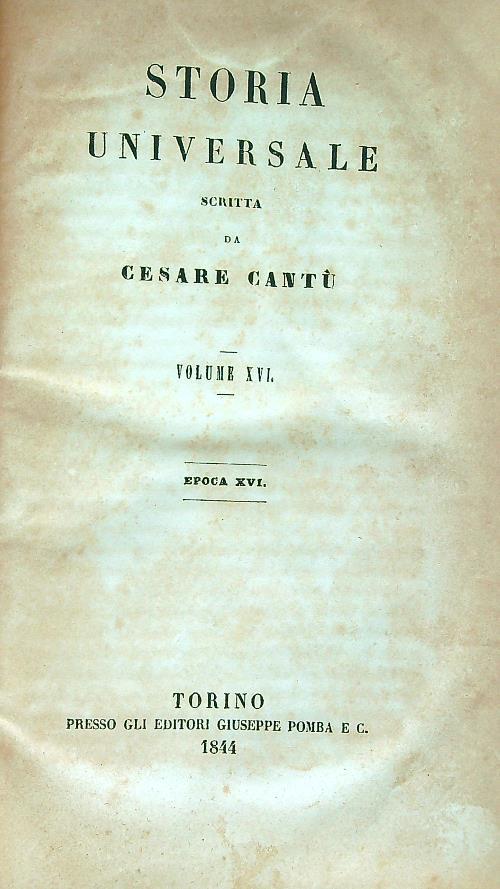 STORIA
UNIVERSALE
SCRITTA
DA
CESARE CANTÙ
VOLUME XVI.
EPOCA XVI.
TORINO
PRESSO GLI EDITORI GIUSEPPE POMBA E C.
1844